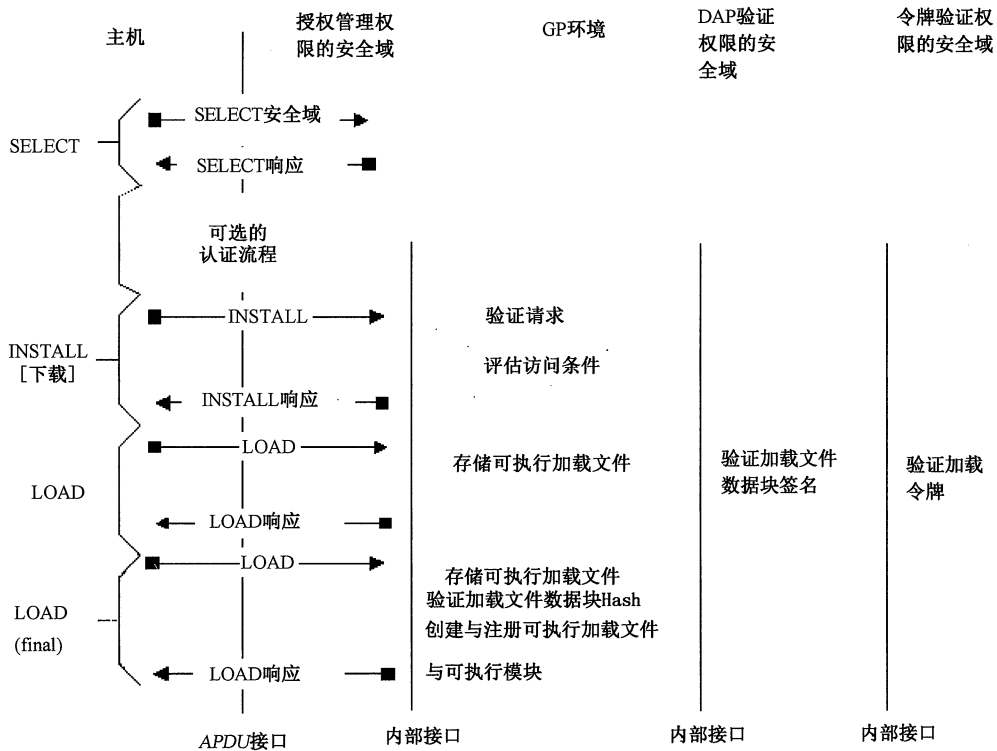 主机
授权管理权
限的安全域
GP环境
DAP验证
权限的安
全域
令牌验证权
限的安全域
SELECT
SELECT安全域
SELECT响应
可选的
认证流程
INSTALL
[下载]
INSTALL
验证请求
评估访问条件
INSTALL响应
LOAD
LOAD
存储可执行加载文件
验证加载文件
数据块签名
验证加载
令牌
LOAD响应
LOAD
(final)
LOAD
存储可执行加载文件
验证加载文件数据块Hash
创建与注册可执行加载文件
与可执行模块
LOAD响应
APDU接口
内部接口
内部接口
内部接口